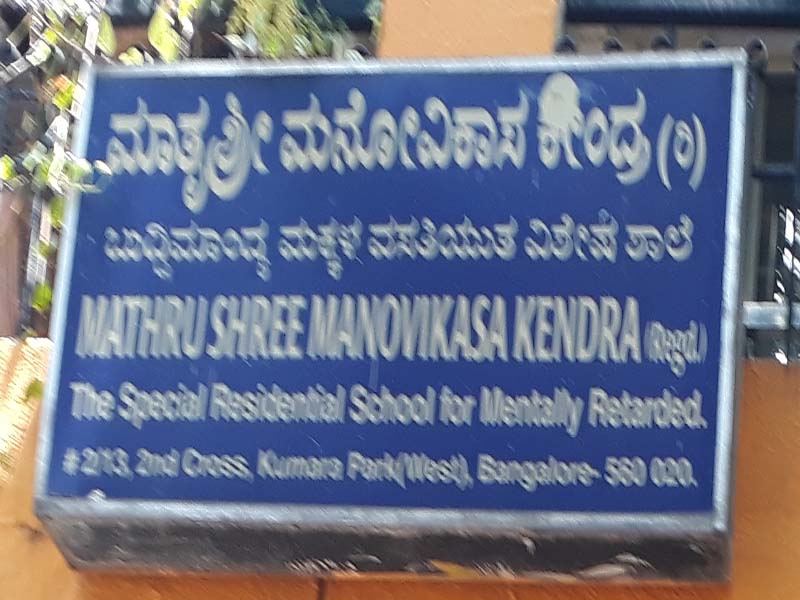 ಮಾತೃಶ್ರೀ ಮನೋವಿಕಾಸ ಕೇಂದ್ರ (ರಿ)
ಬುದ್ಧಿಮಾಂದ್ಯ ಮಕ್ಕಳ ವಸತಿಯುತ ವಿಶೇಷ ಶಾಲೆ
MATHRU SHREE MANOVIKASA KENDRA (Regd.)
The Special Residential School for Mentally Retarded.
# 2/13, 2nd Cross, Kumara Park(West), Bangalore- 560 020.